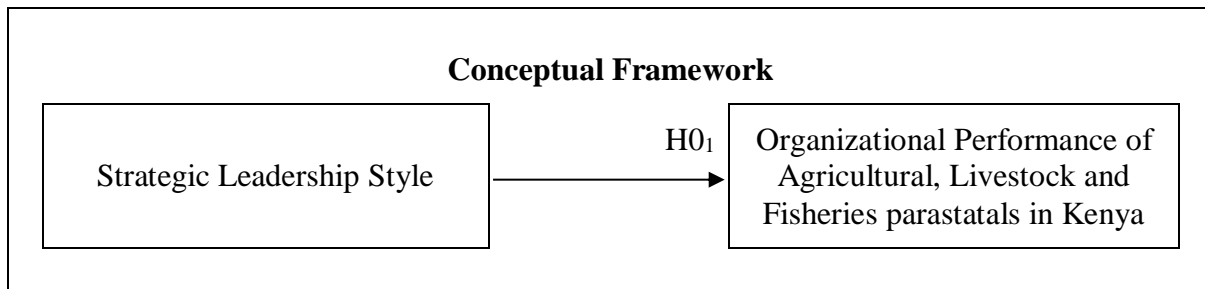 Conceptual Framework
Strategic Leadership Style
H0₁
Organizational Performance of
Agricultural, Livestock and
Fisheries parastatals in Kenya